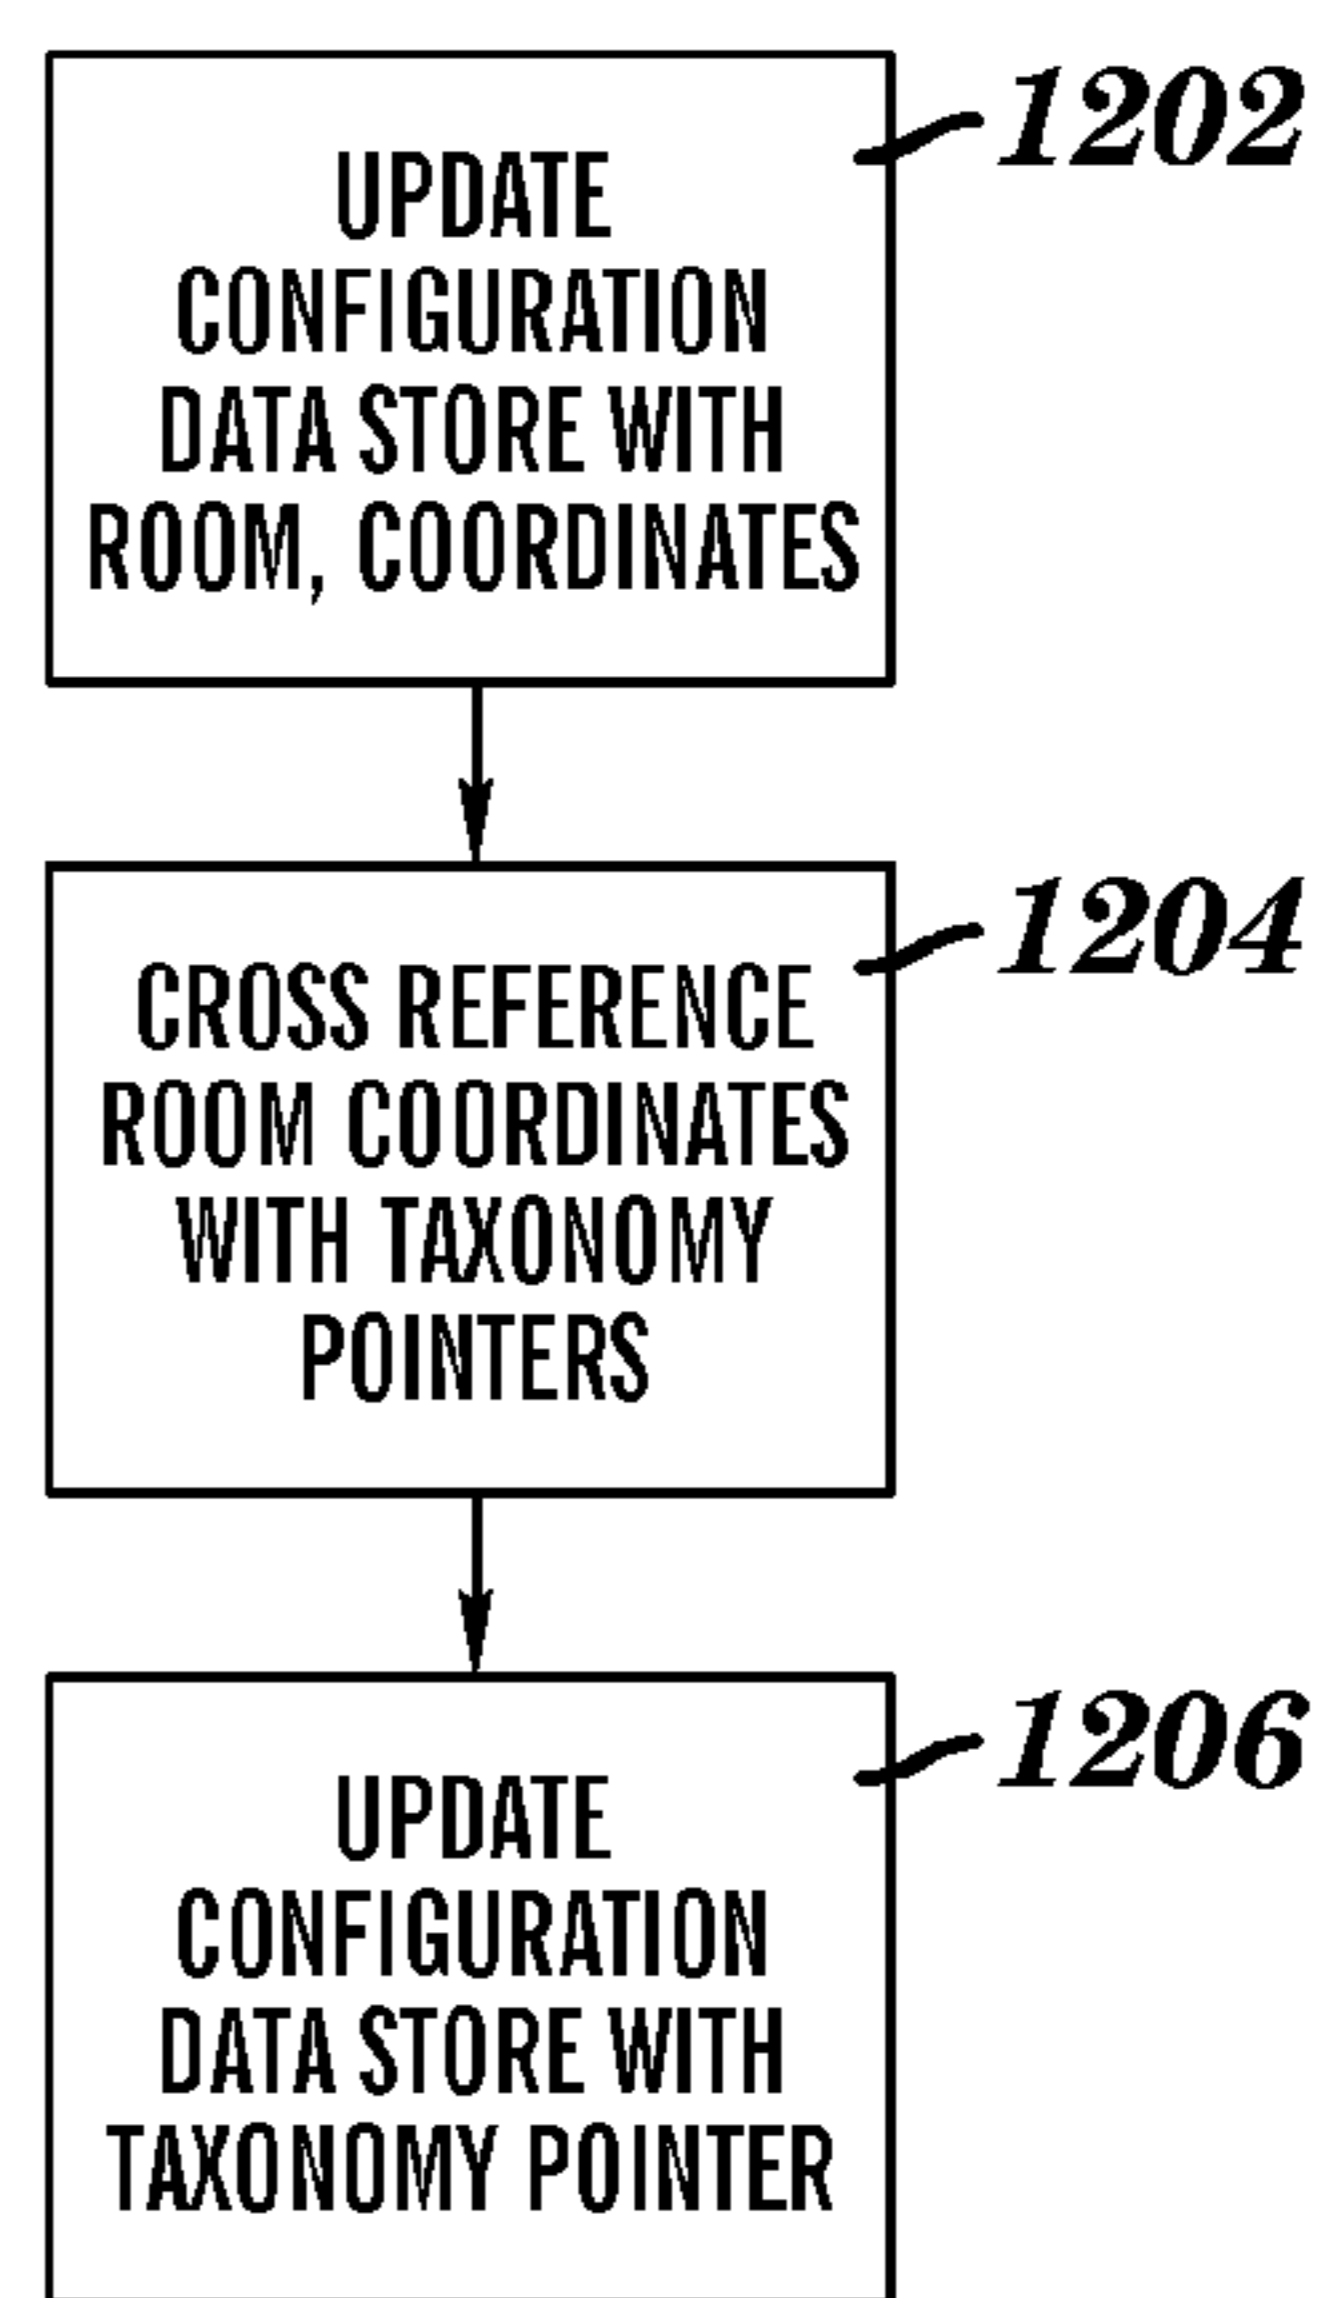 1202
UPDATE
CONFIGURATION
DATA STORE WITH
ROOM, COORDINATES
1204
CROSS REFERENCE
ROOM COORDINATES
WITH TAXONOMY
POINTERS
1206
UPDATE
CONFIGURATION
DATA STORE WITH
TAXONOMY POINTER